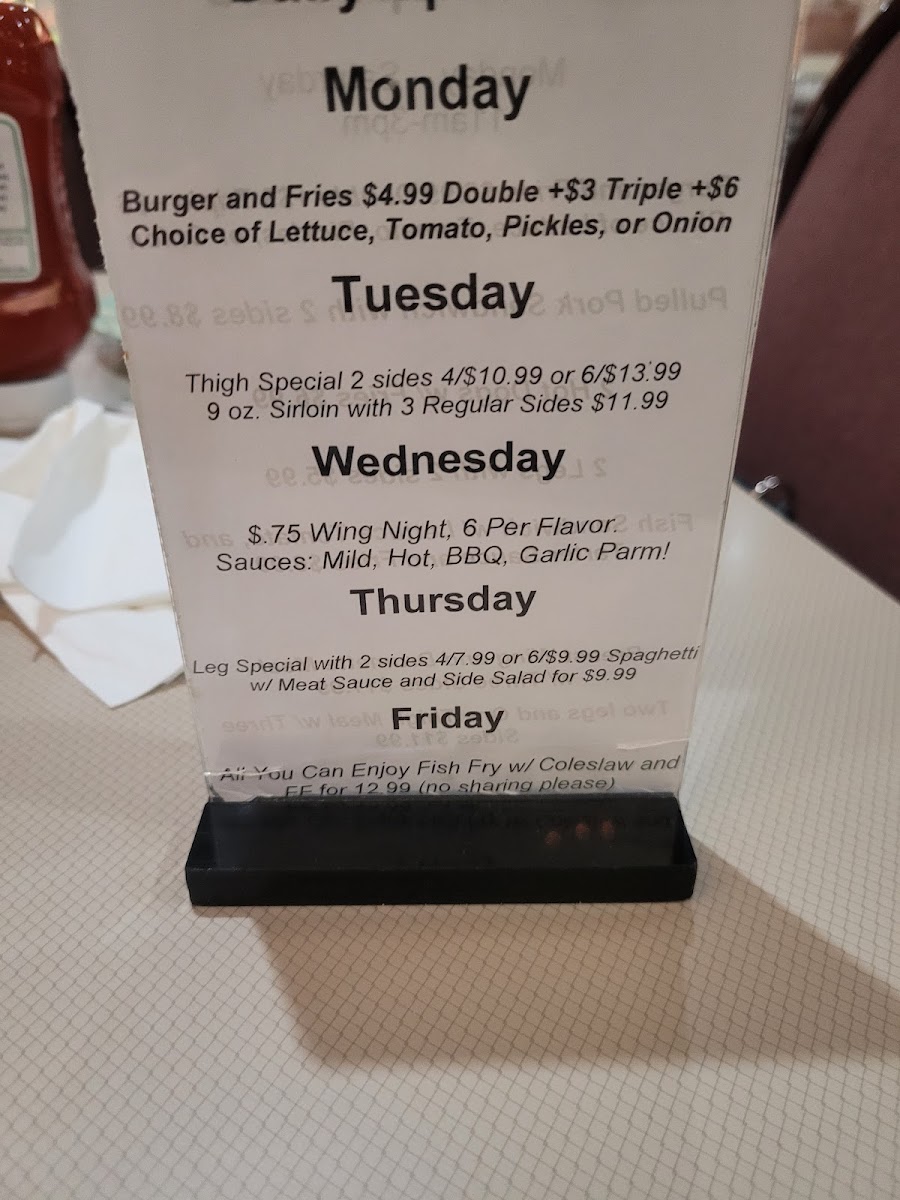 Monday
Burger and Fries $4.99 Double +$3 Triple +$6
Choice of Lettuce, Tomato, Pickles, or Onion
Tuesday
Thigh Special 2 sides 4/$10.99 or 6/$13.99
9 oz. Sirloin with 3 Regular Sides $11.99
Wednesday
$.75 Wing Night, 6 Per Flavor.
Sauces: Mild, Hot, BBQ, Garlic Parm!
Thursday
Leg Special with 2 sides 4/7.99 or 6/$9.99 Spaghetti
w/ Meat Sauce and Side Salad for $9.99
Friday
All You Can Enjoy Fish Fry w/ Coleslaw and
FF for 12.99 (no sharing please)